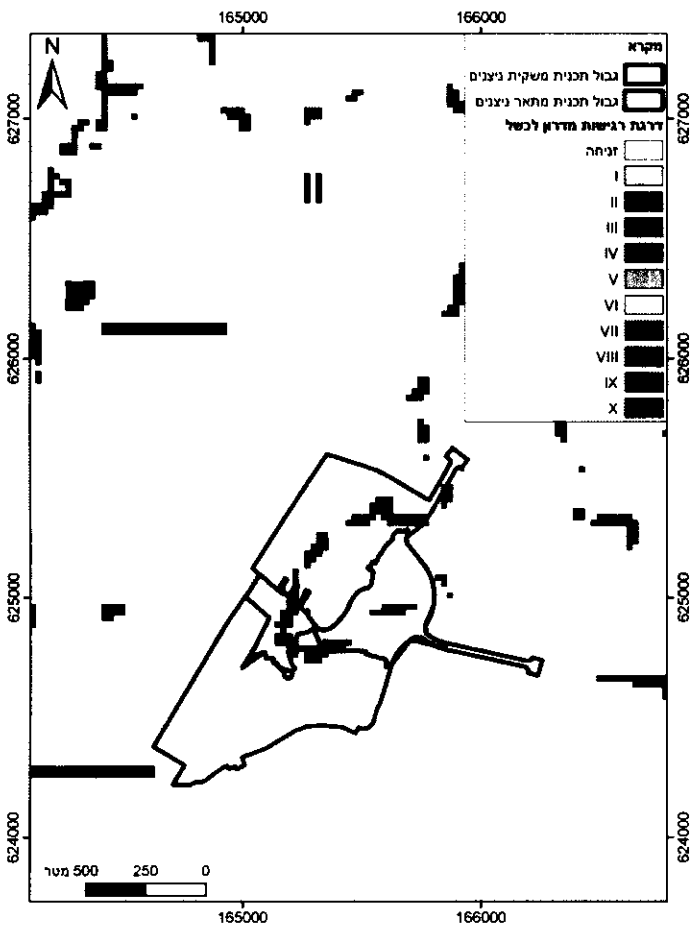 165000 166000
N
מקרא
גבול תכנית משקית ניצנים
גבול תכנית מתאר ניצנים
דרגת רגישות מדרון לכשל
זניחה
I
II
III
IV
V
VI
VII
VIII
IX
X
627000 627000
626000 626000
625000 625000
624000 624000
0 250 500 מטר
165000 166000